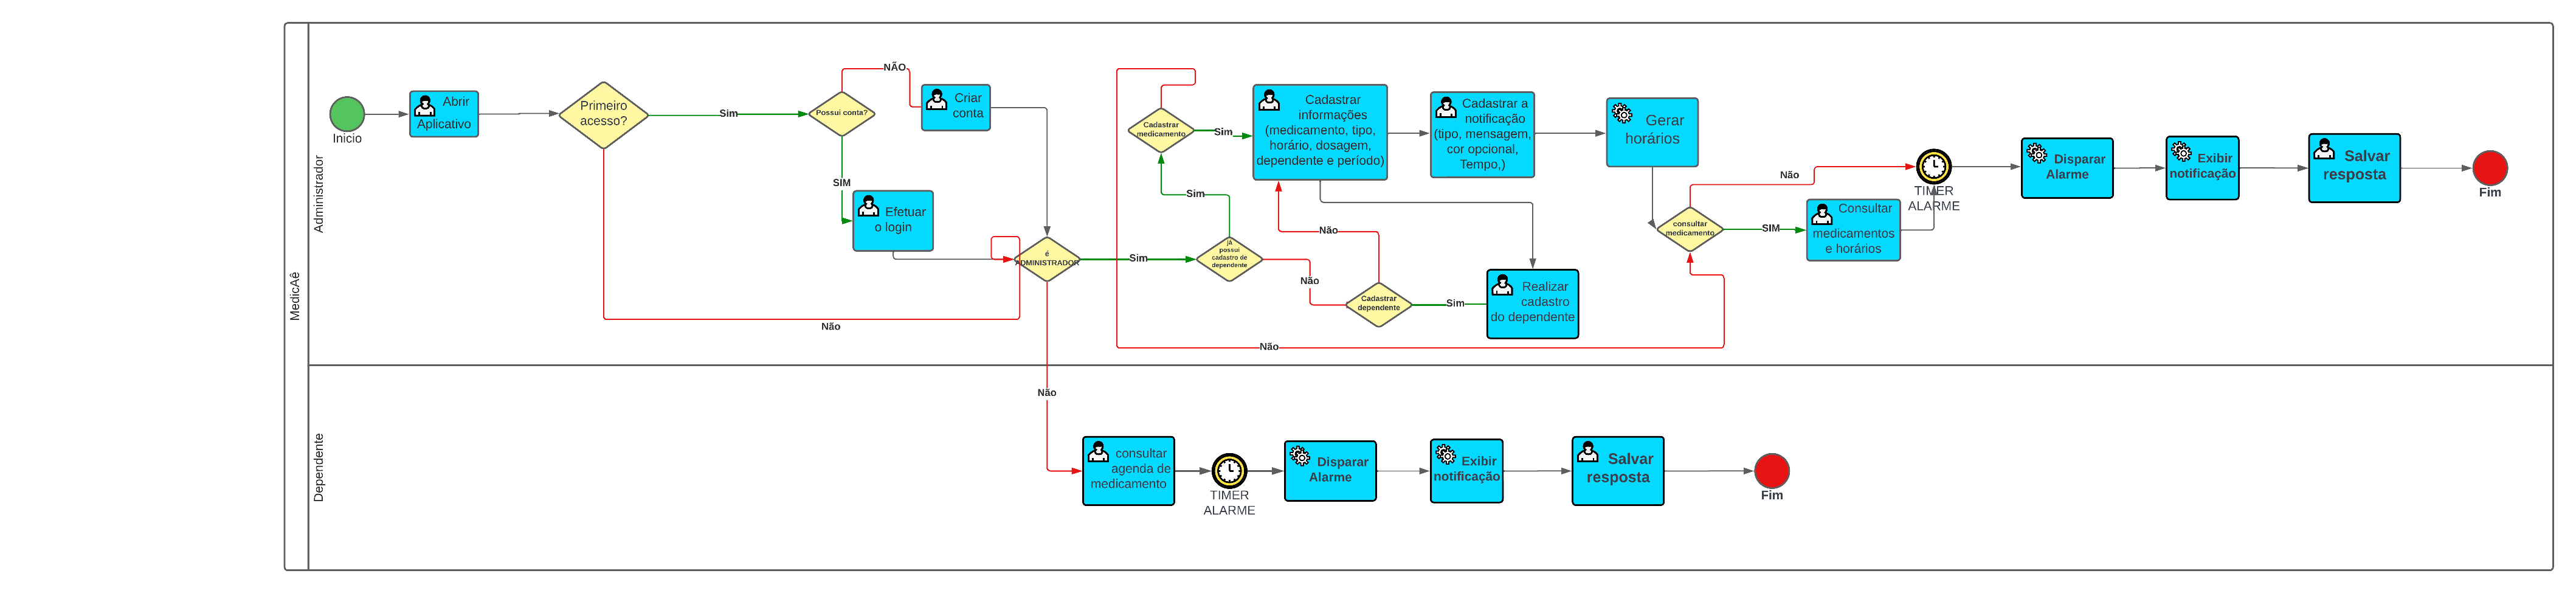 MedicAê
Administrador
Inicio
Abrir
Aplicativo
Primeiro
acesso?
Sim
Não
Possui conta?
NÃO
SIM
Criar
conta
Efetuar
o login
é
ADMINISTRADOR
Sim
Não
já
possui
cadastro de
dependente
Sim
Não
Cadastrar
medicamento
Sim
Não
Cadastrar
dependente
Não
Sim
Realizar
cadastro
do dependente
Cadastrar
informações
(medicamento, tipo,
horário, dosagem,
dependente e período)
Cadastrar a
notificação
(tipo, mensagem,
cor opcional,
Tempo,)
Gerar
horários
consultar
medicamento
Não
SIM
Consultar
medicamentos
e horários
TIMER
ALARME
Disparar
Alarme
Exibir
notificação
Salvar
resposta
Fim
Dependente
consultar
agenda de
medicamento
TIMER
ALARME
Disparar
Alarme
Exibir
notificação
Salvar
resposta
Fim